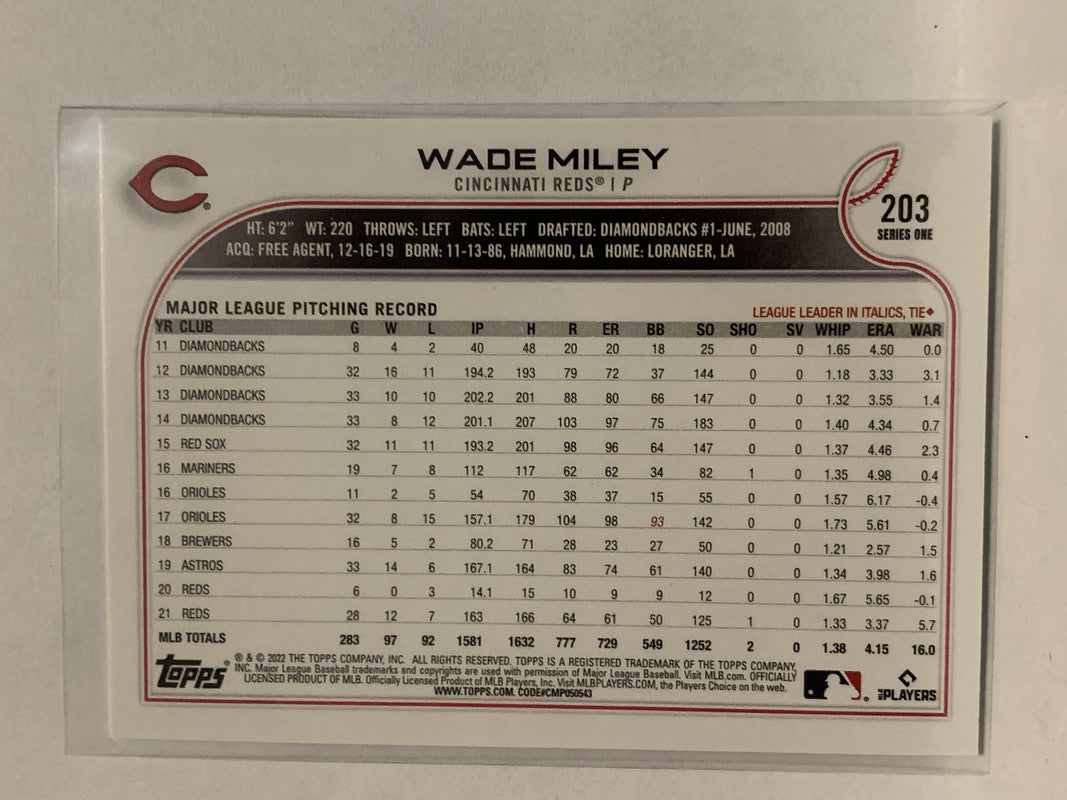 C ®
WADE MILEY
CINCINNATI REDS® | P
203
SERIES ONE
HT: 6'2" WT: 220 THROWS: LEFT BATS: LEFT DRAFTED: DIAMONDBACKS #1-JUNE, 2008
ACQ: FREE AGENT, 12-16-19 BORN: 11-13-86, HAMMOND, LA HOME: LORANGER, LA
MAJOR LEAGUE PITCHING RECORD LEAGUE LEADER IN ITALICS, TIE◆
YR CLUB G W L IP H R ER BB SO SHO SV WHIP ERA WAR
11 DIAMONDBACKS 8 4 2 40 48 20 20 18 25 0 0 1.65 4.50 0.0
12 DIAMONDBACKS 32 16 11 194.2 193 79 72 37 144 0 0 1.18 3.33 3.1
13 DIAMONDBACKS 33 10 10 202.2 201 88 80 66 147 0 0 1.32 3.55 1.4
14 DIAMONDBACKS 33 8 12 201.1 207 103 97 75 183 0 0 1.40 4.34 0.7
15 RED SOX 32 11 11 193.2 201 98 96 64 147 0 0 1.37 4.46 2.3
16 MARINERS 19 7 8 112 117 62 62 34 82 1 0 1.35 4.98 0.4
16 ORIOLES 11 2 5 54 70 38 37 15 55 0 0 1.57 6.17 -0.4
17 ORIOLES 32 8 15 157.1 179 104 98 93 142 0 0 1.73 5.61 -0.2
18 BREWERS 16 5 2 80.2 71 28 23 27 50 0 0 1.21 2.57 1.5
19 ASTROS 33 14 6 167.1 164 83 74 61 140 0 0 1.34 3.98 1.6
20 REDS 6 0 3 14.1 15 10 9 9 12 0 0 1.67 5.65 -0.1
21 REDS 28 12 7 163 166 64 61 50 125 1 0 1.33 3.37 5.7
MLB TOTALS 283 97 92 1581 1632 777 729 549 1252 2 0 1.38 4.15 16.0
topps®
® & © 2022 THE TOPPS COMPANY, INC. ALL RIGHTS RESERVED. TOPPS IS A REGISTERED TRADEMARK OF THE TOPPS COMPANY,
INC. Major League Baseball trademarks and copyrights are used with permission of Major League Baseball. Visit MLB.com. OFFICIALLY
LICENSED PRODUCT OF MLB. Officially Licensed Product of MLB Players, Inc. Visit MLBPLAYERS.COM, the Players Choice on the web.
WWW.TOPPS.COM. CODE#CMP050543
MLB PLAYERS